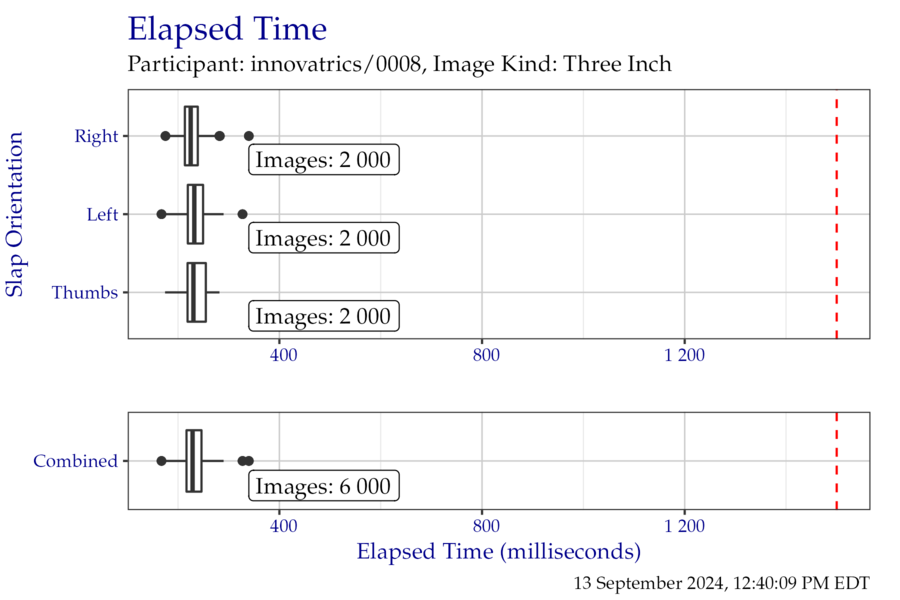 Elapsed Time
Participant: innovatrics/0008, Image Kind: Three Inch
Slap Orientation
Right
Images: 2 000
Left
Images: 2 000
Thumbs
Images: 2 000
400 800 1 200
Combined
Images: 6 000
400 800 1 200
Elapsed Time (milliseconds)
13 September 2024, 12:40:09 PM EDT